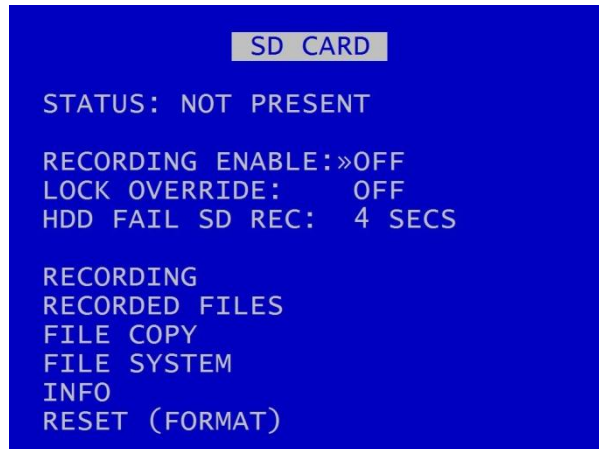 SD CARD
STATUS: NOT PRESENT
RECORDING ENABLE:»OFF
LOCK OVERRIDE: OFF
HDD FAIL SD REC: 4 SECS
RECORDING
RECORDED FILES
FILE COPY
FILE SYSTEM
INFO
RESET (FORMAT)